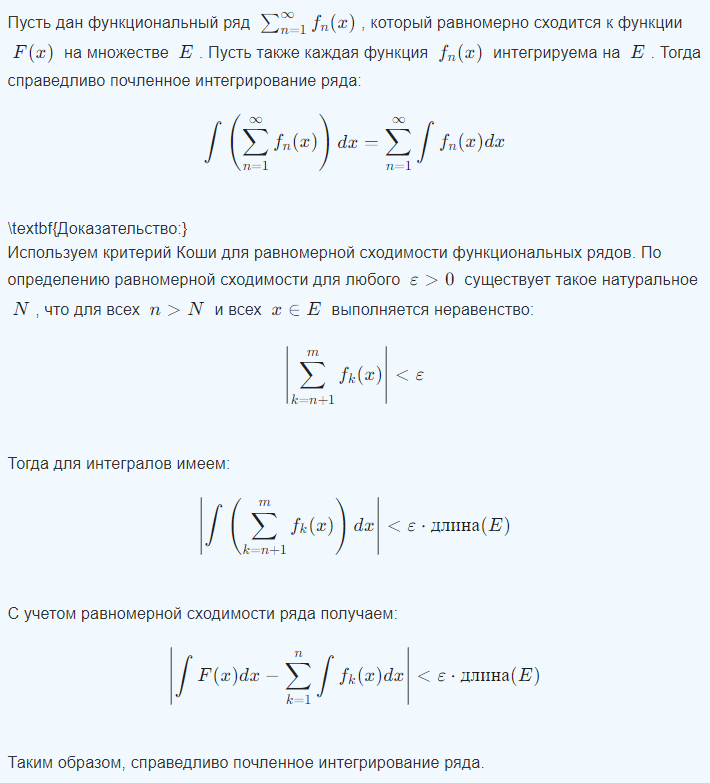 Пусть дан функциональный ряд $\sum_{n=1}^{\infty} f_n(x)$ , который равномерно сходится к функции
$F(x)$ на множестве $E$ . Пусть также каждая функция $f_n(x)$ интегрируема на $E$ . Тогда
справедливо почленное интегрирование ряда:
$\int \left( \sum_{n=1}^{\infty} f_n(x) \right) dx = \sum_{n=1}^{\infty} \int f_n(x) dx$
\textbf{Доказательство:}
Используем критерий Коши для равномерной сходимости функциональных рядов. По
определению равномерной сходимости для любого $\varepsilon > 0$ существует такое натуральное
$N$ , что для всех $n > N$ и всех $x \in E$ выполняется неравенство:
$\left| \sum_{k=n+1}^{m} f_k(x) \right| < \varepsilon$
Тогда для интегралов имеем:
$\left| \int \left( \sum_{k=n+1}^{m} f_k(x) \right) dx \right| < \varepsilon \cdot \text{длина}(E)$
С учетом равномерной сходимости ряда получаем:
$\left| \int F(x) dx - \sum_{k=1}^{n} \int f_k(x) dx \right| < \varepsilon \cdot \text{длина}(E)$
Таким образом, справедливо почленное интегрирование ряда.